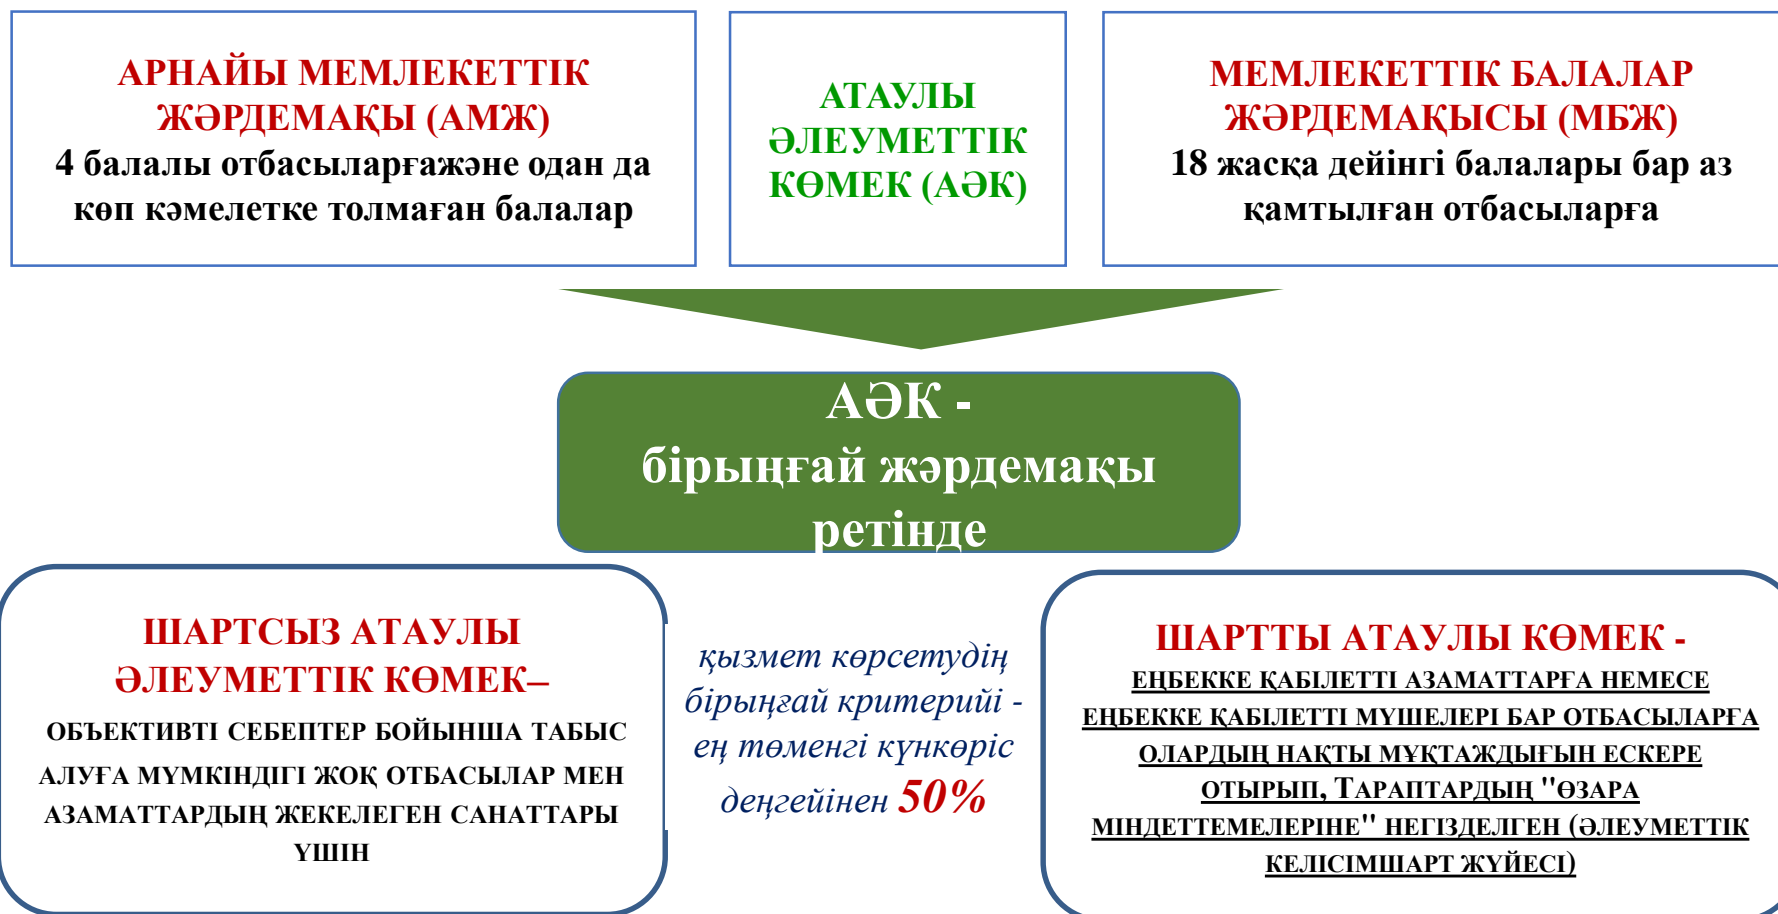 АРНАЙЫ МЕМЛЕКЕТТІК
ЖӘРДЕМАҚЫ (АМЖ)
4 балалы отбасыларғажәне одан да
көп кәмелетке толмаған балалар
АТАУЛЫ
ӘЛЕУМЕТТІК
КӨМЕК (АӘК)
МЕМЛЕКЕТТІК БАЛАЛАР
ЖӘРДЕМАҚЫСЫ (МБЖ)
18 жасқа дейінгі балалары бар аз
қамтылған отбасыларға
АӘК -
бірыңғай жәрдемақы
ретінде
ШАРТСЫЗ АТАУЛЫ
ӘЛЕУМЕТТІК КӨМЕК–
ОБЪЕКТИВТІ СЕБЕПТЕР БОЙЫНША ТАБЫС
АЛУҒА МҮМКІНДІГІ ЖОҚ ОТБАСЫЛАР МЕН
АЗАМАТТАРДЫҢ ЖЕКЕЛЕГЕН САНАТТАРЫ
ҮШІН
қызмет көрсетудің
бірыңғай критерийі -
ең төменгі күнкөріс
деңгейінен 50%
ШАРТТЫ АТАУЛЫ КӨМЕК -
ЕҢБЕККЕ ҚАБІЛЕТТІ АЗАМАТТАРҒА НЕМЕСЕ
ЕҢБЕККЕ ҚАБІЛЕТТІ МҮШЕЛЕРІ БАР ОТБАСЫЛАРҒА
ОЛАРДЫҢ НАҚТЫ МҰҚТАЖДЫҒЫН ЕСКЕРЕ
ОТЫРЫП, ТАРАПТАРДЫҢ "ӨЗАРА
МІНДЕТТЕМЕЛЕРІНЕ" НЕГІЗДЕЛГЕН (ӘЛЕУМЕТТІК
КЕЛІСІМШАРТ ЖҮЙЕСІ)